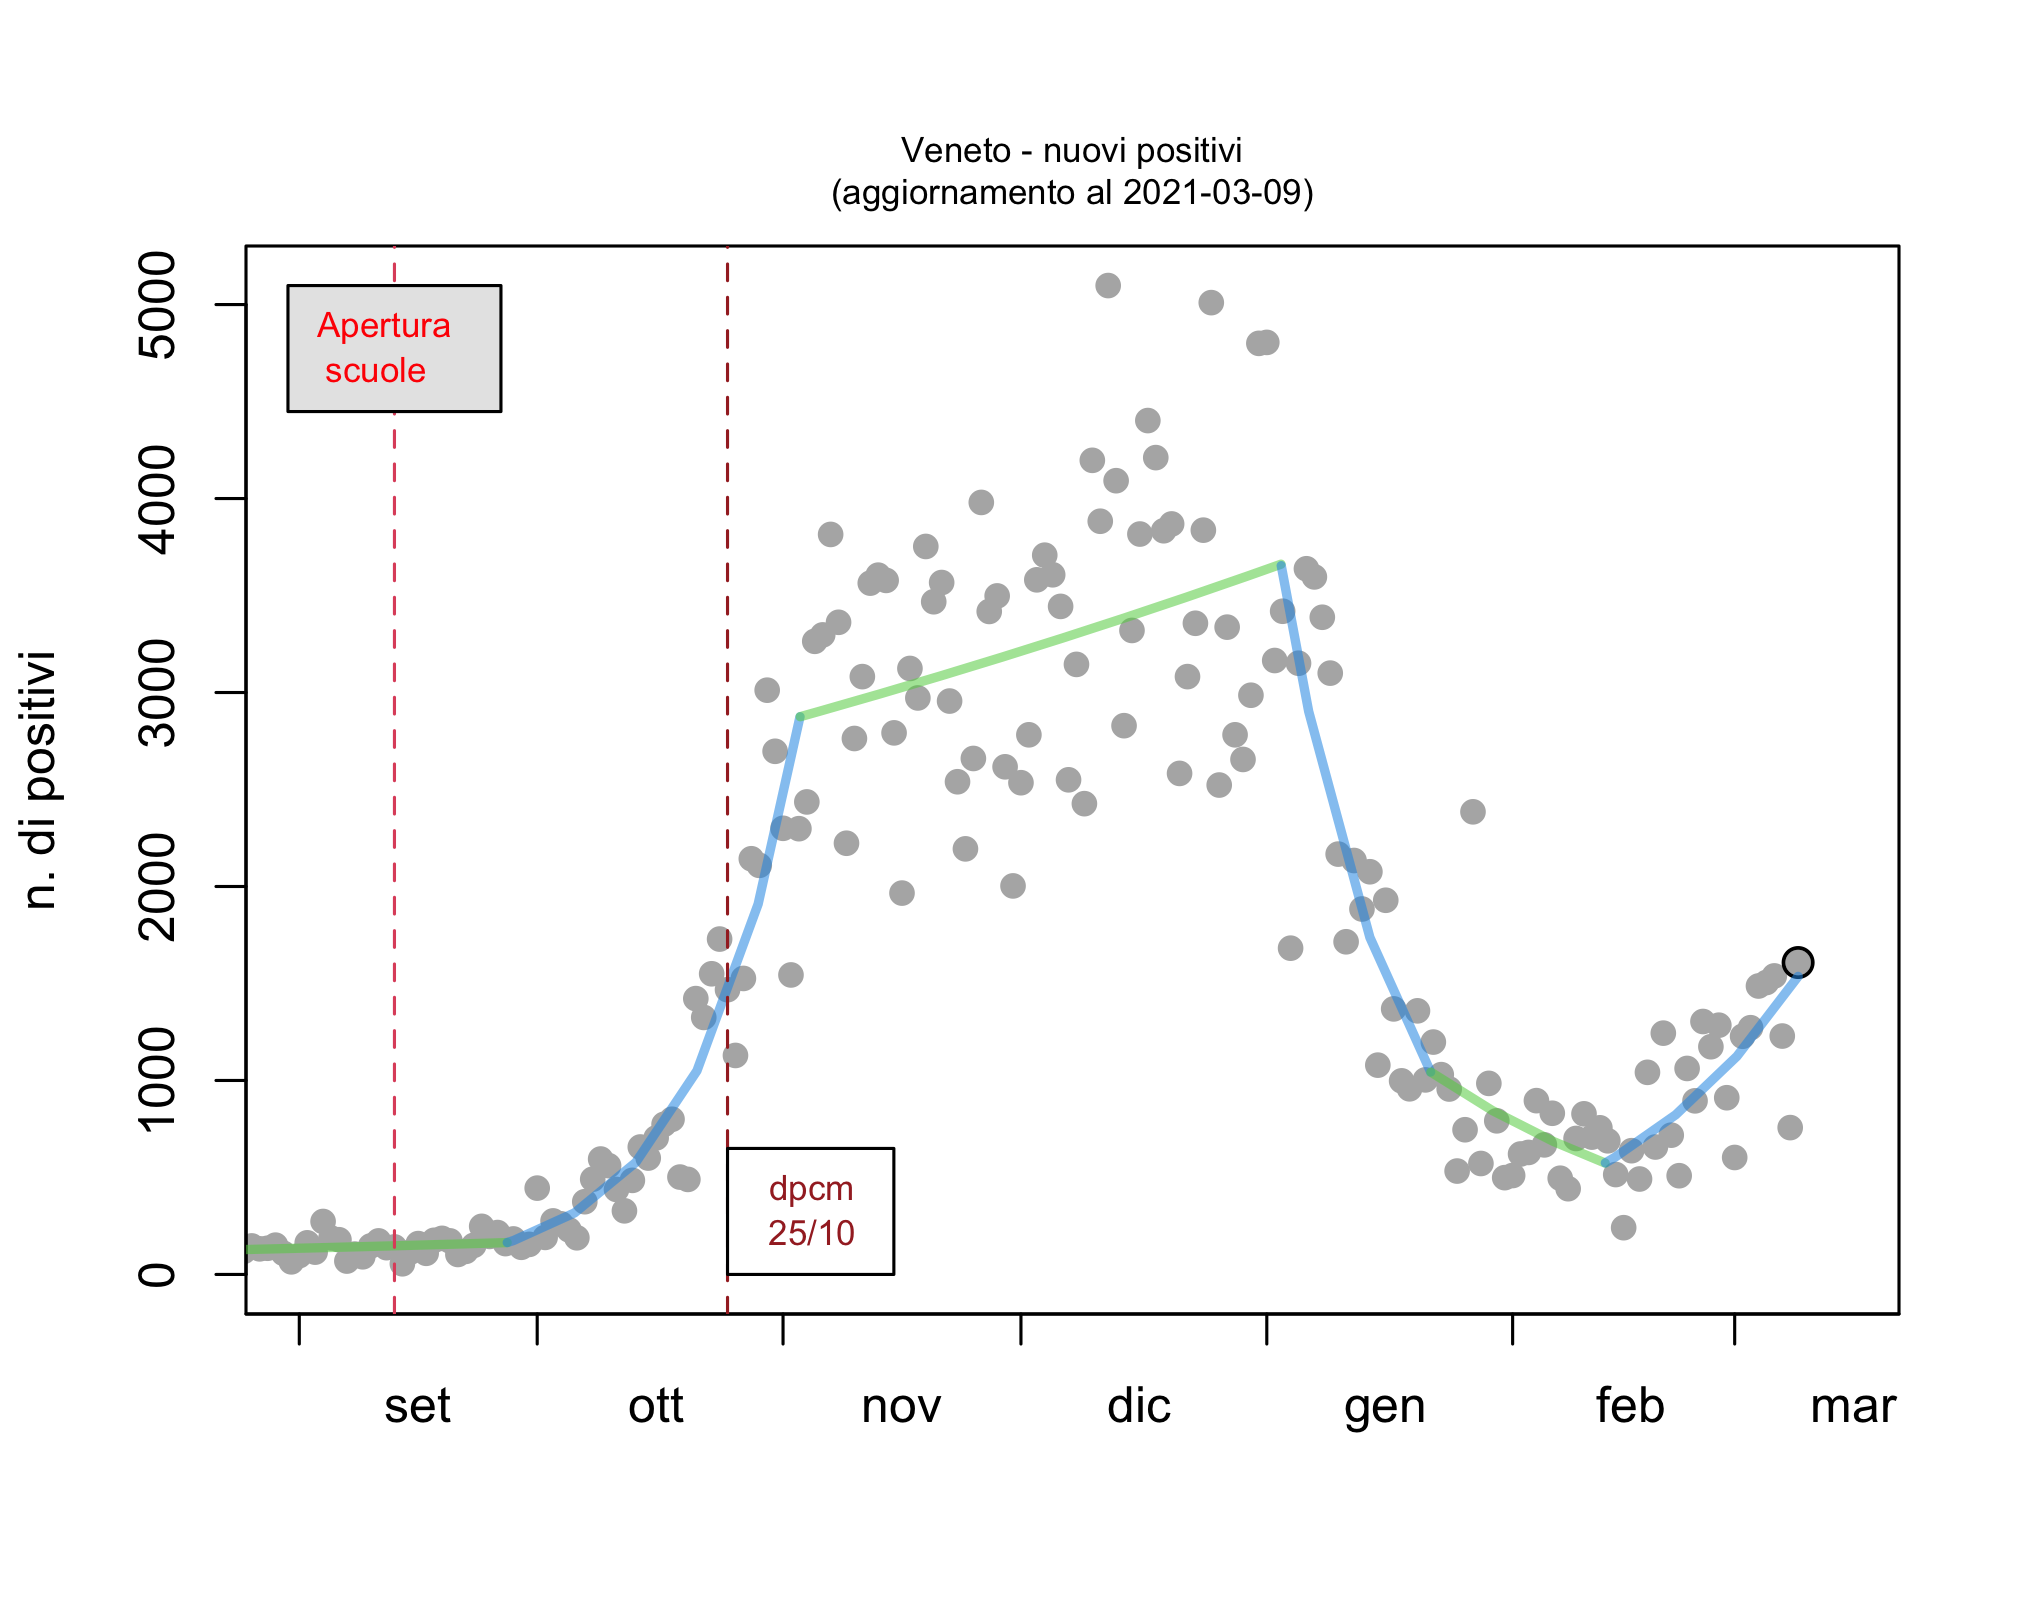 Veneto - nuovi positivi
(aggiornamento al 2021-03-09)
n. di positivi
5000
4000
3000
2000
1000
0
Apertura
scuole
dpcm
25/10
set
ott
nov
dic
gen
feb
mar